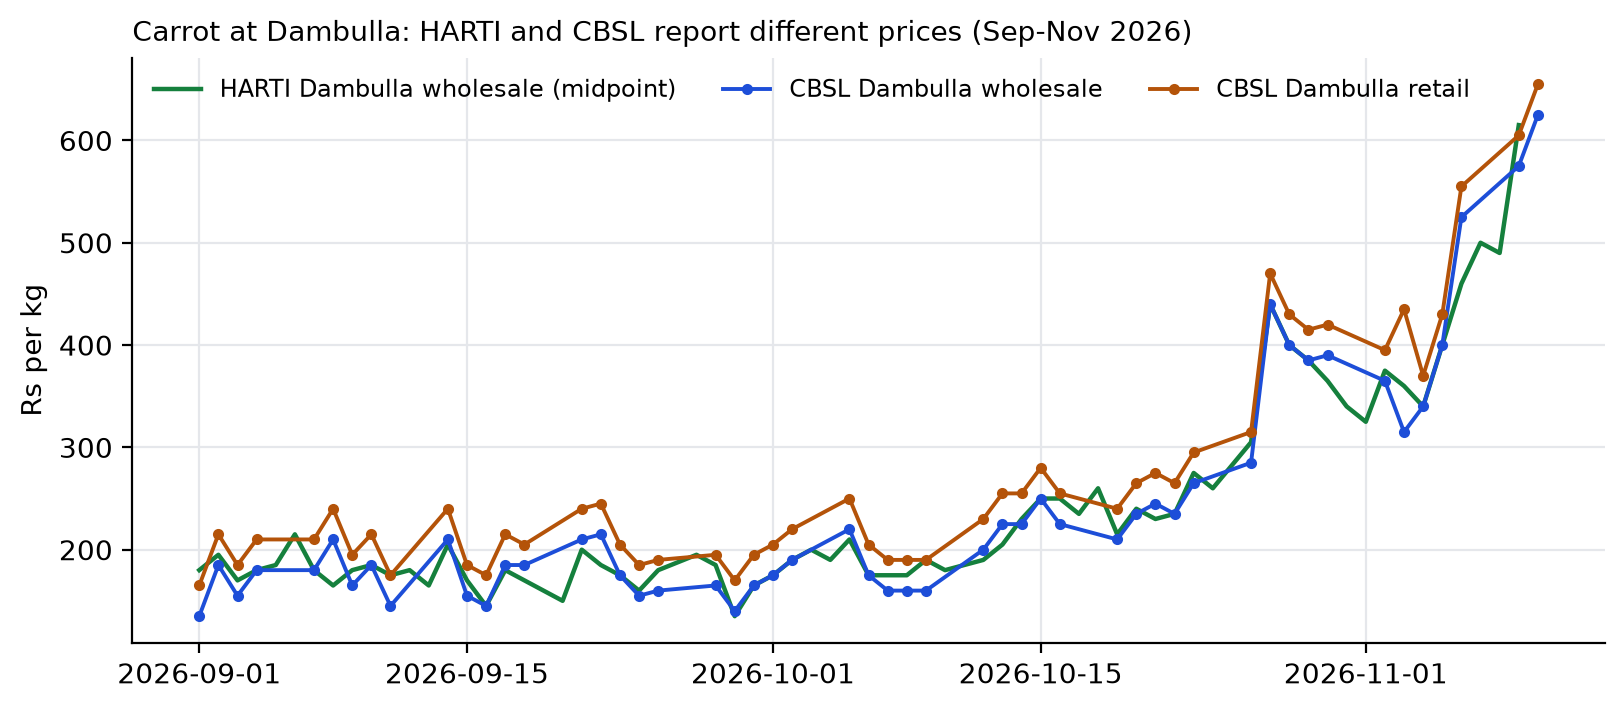 Carrot at Dambulla: HARTI and CBSL report different prices (Sep-Nov 2026)
HARTI Dambulla wholesale (midpoint) CBSL Dambulla wholesale CBSL Dambulla retail
Rs per kg
600
500
400
300
200
2026-09-01 2026-09-15 2026-10-01 2026-10-15 2026-11-01